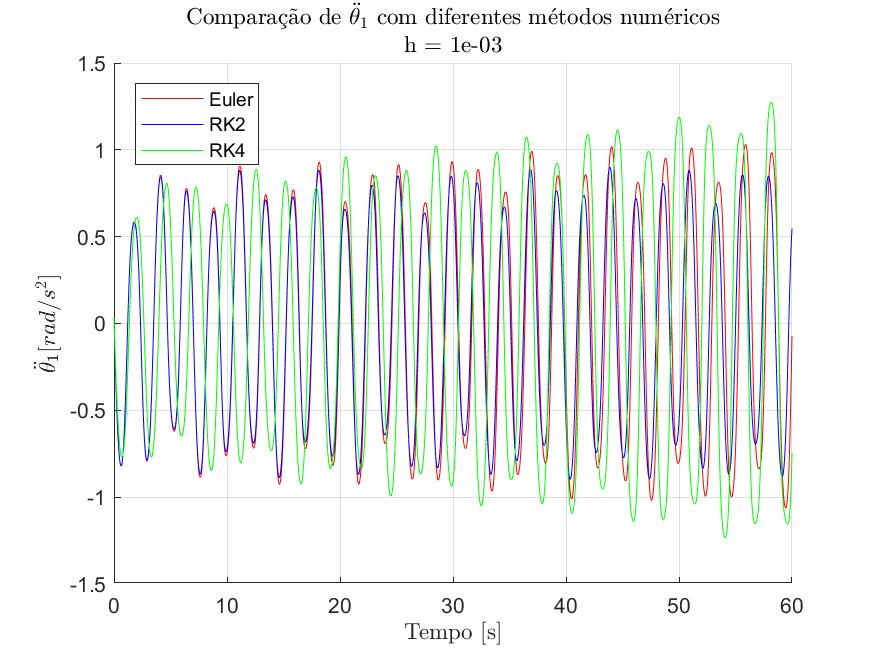 Comparação de θ̈₁ com diferentes métodos numéricos
h = 1e-03
1.5
1
0.5
0
-0.5
-1
-1.5
Euler
RK2
RK4
θ̈₁[rad/s²]
0 10 20 30 40 50 60
Tempo [s]